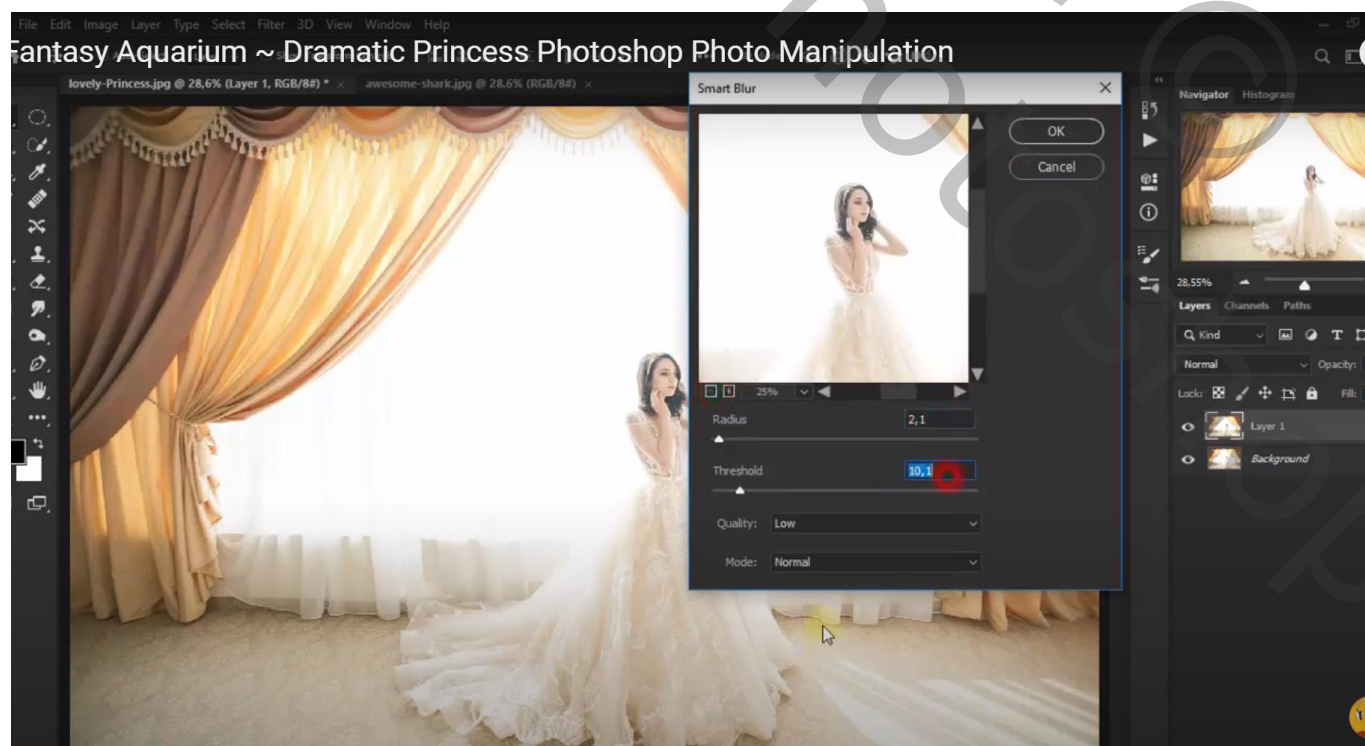 File Edit Image Layer Type Select Filter 3D View Window Help
Fantasy Aquarium ~ Dramatic Princess Photoshop Photo Manipulation
lovely-Princess.jpg @ 28,6% (Layer 1, RGB/8#) * × awesome-shark.jpg @ 28,6% (RGB/8#) ×
Smart Blur
OK
Cancel
25%
Radius 2,1
Threshold 10,1
Quality: Low
Mode: Normal
Navigator Histogram
28,55%
Layers Channels Paths
Kind
Normal Opacity:
Lock: Fill:
Layer 1
Background